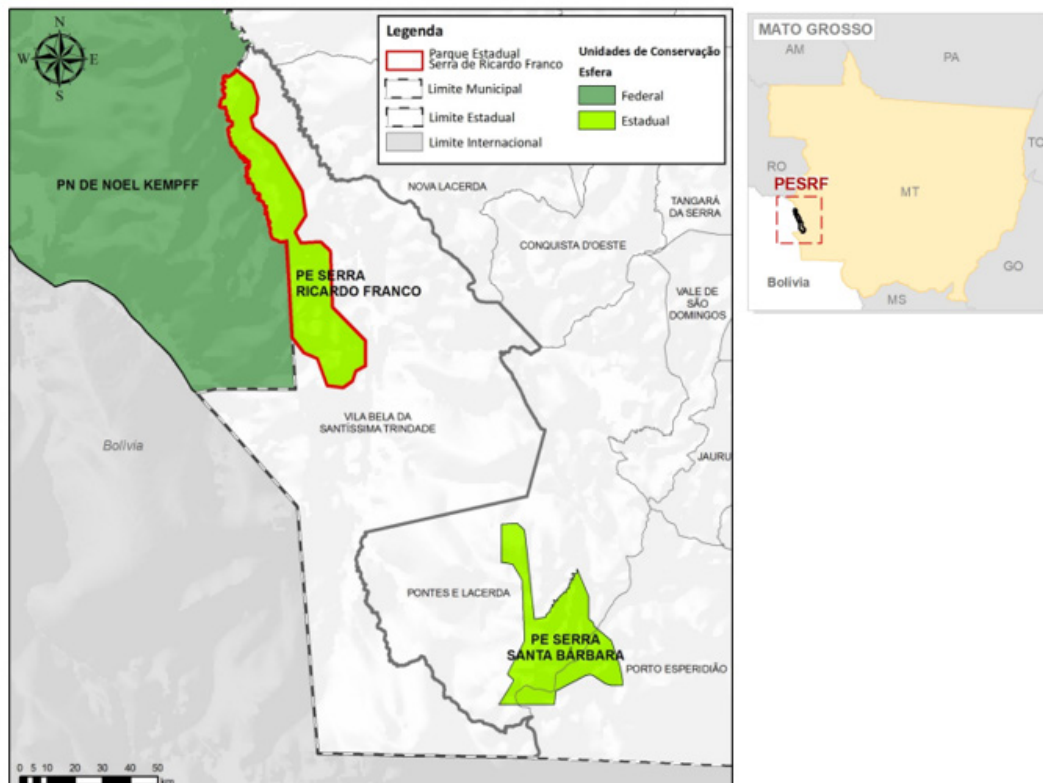 N
W E
S
Legenda
Parque Estadual
Serra de Ricardo Franco
Limite Municipal
Limite Estadual
Limite Internacional
Unidades de Conservação
Esfera
Federal
Estadual
PN DE NOEL KEMPFF
NOVA LACERDA
TANGARÁ
DA SERRA
CONQUISTA D'OESTE
PE SERRA
RICARDO FRANCO
VALE DE
SÃO
DOMINGOS
VILA BELA DA
SANTÍSSIMA TRINDADE
Bolívia
JAURU
PONTES E LACERDA
PE SERRA
SANTA BÁRBARA
PORTO ESPERIDIÃO
0 5 10 20 30 40 50
km
MATO GROSSO
AM
PA
TO
RO
PESRF
MT
GO
Bolívia
MS